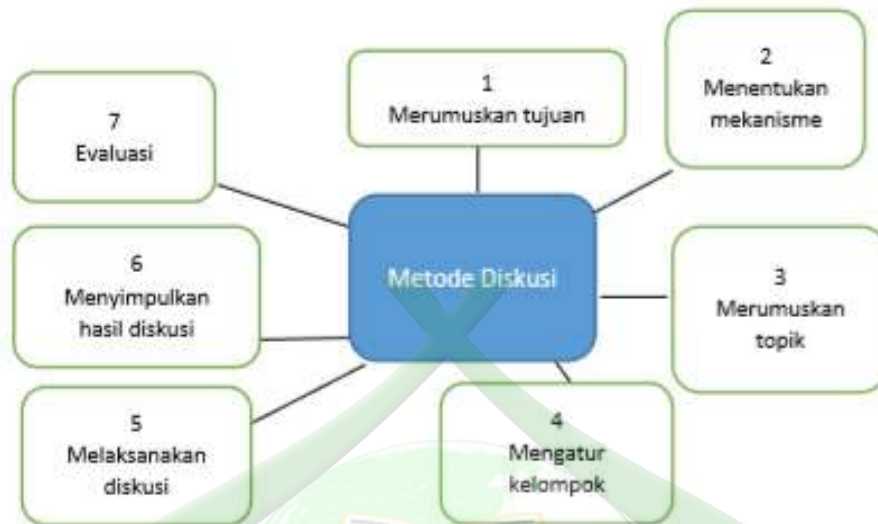 1
Merumuskan tujuan
2
Menentukan
mekanisme
3
Merumuskan
topik
4
Mengatur
kelompok
5
Melaksanakan
diskusi
6
Menyimpulkan
hasil diskusi
7
Evaluasi
Metode Diskusi